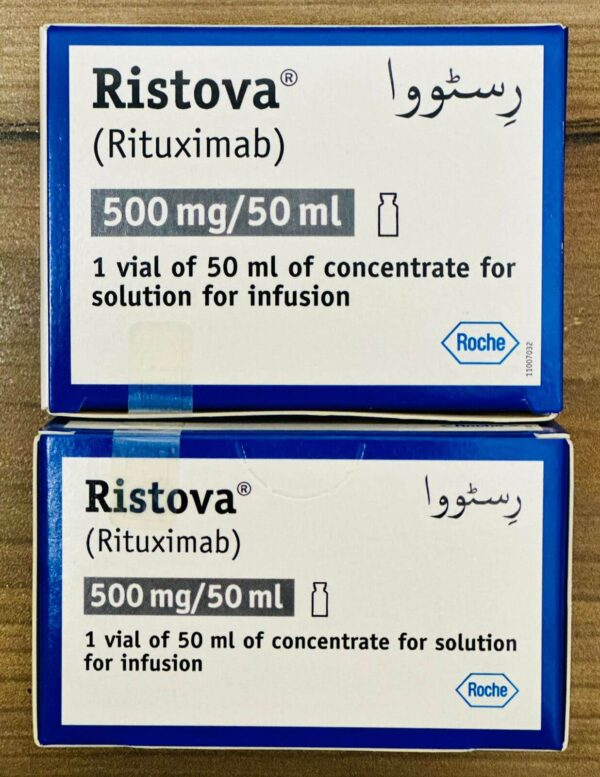 Ristova® رِسٹووا
(Rituximab)
500 mg/50 ml
1 vial of 50 ml of concentrate for
solution for infusion
Roche
11007032
Ristova® رِسٹووا
(Rituximab)
500 mg/50 ml
1 vial of 50 ml of concentrate for solution
for infusion
Roche